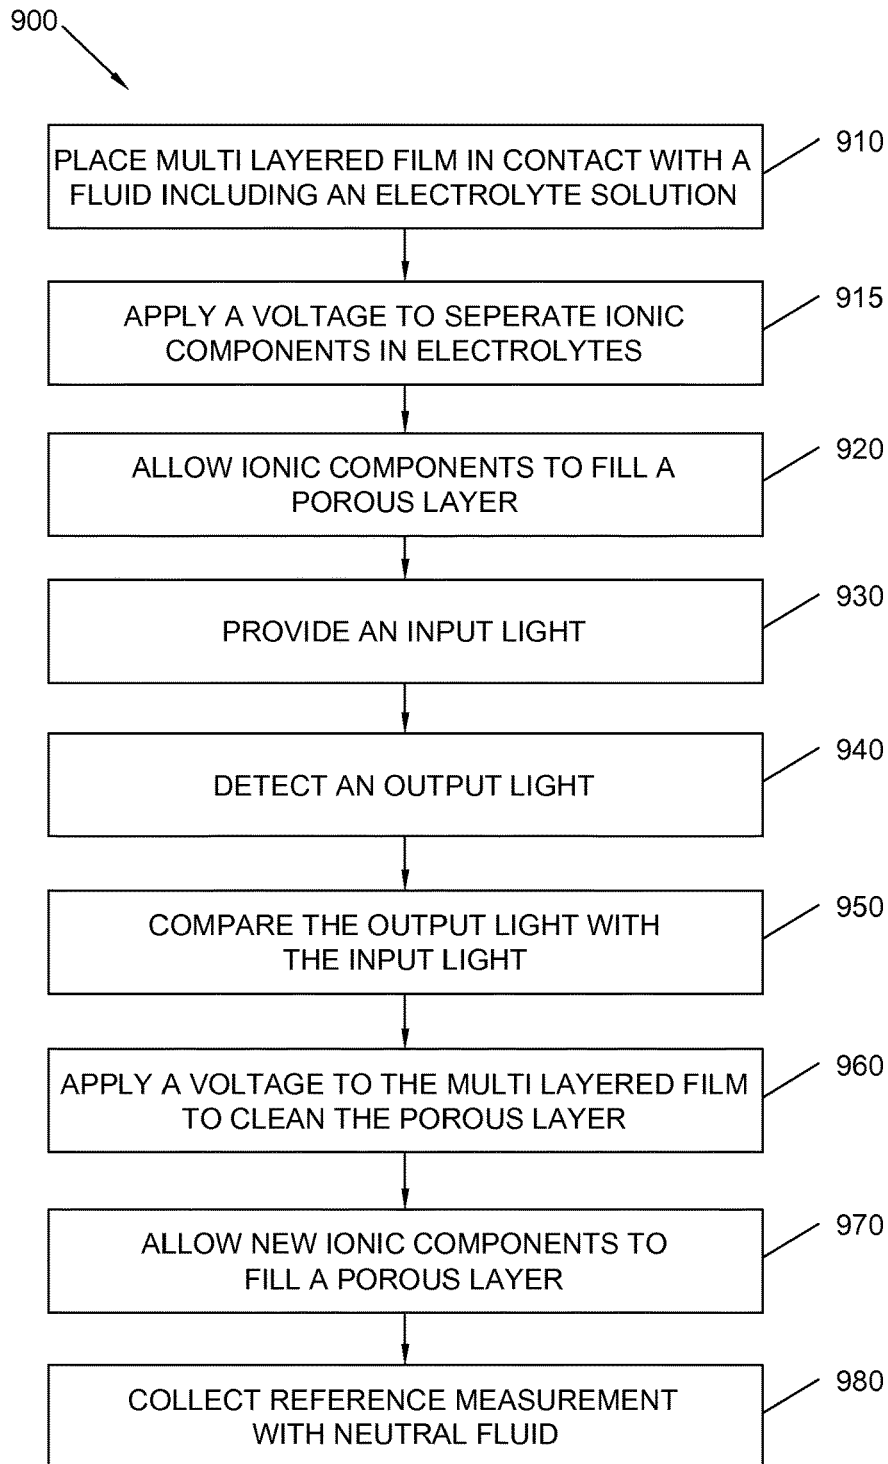 900
910
PLACE MULTI LAYERED FILM IN CONTACT WITH A
FLUID INCLUDING AN ELECTROLYTE SOLUTION
915
APPLY A VOLTAGE TO SEPERATE IONIC
COMPONENTS IN ELECTROLYTES
920
ALLOW IONIC COMPONENTS TO FILL A
POROUS LAYER
930
PROVIDE AN INPUT LIGHT
940
DETECT AN OUTPUT LIGHT
950
COMPARE THE OUTPUT LIGHT WITH
THE INPUT LIGHT
960
APPLY A VOLTAGE TO THE MULTI LAYERED FILM
TO CLEAN THE POROUS LAYER
970
ALLOW NEW IONIC COMPONENTS TO
FILL A POROUS LAYER
980
COLLECT REFERENCE MEASUREMENT
WITH NEUTRAL FLUID